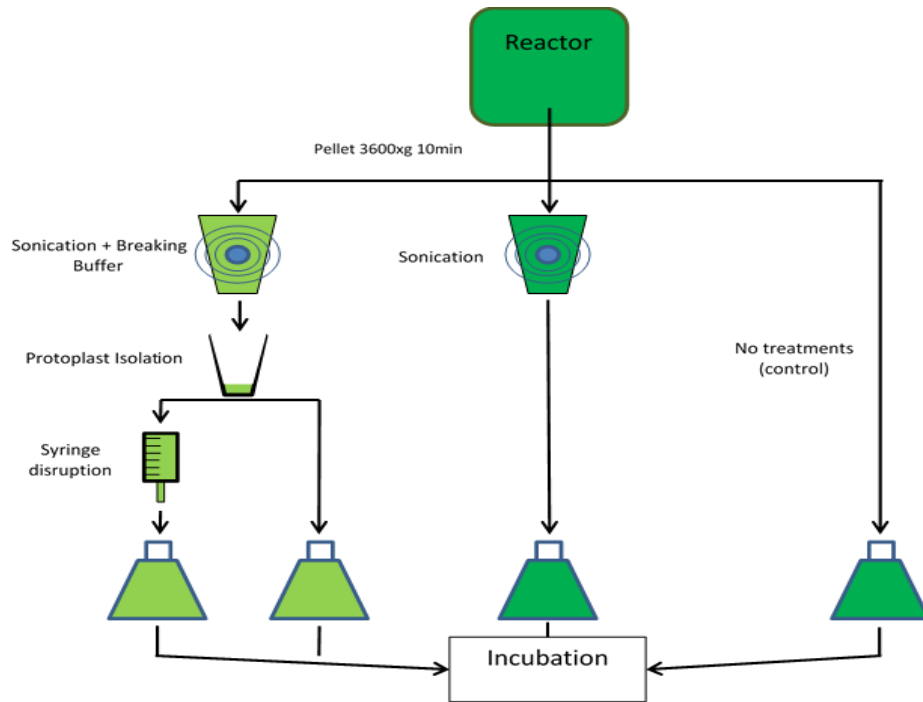 Reactor
Pellet 3600xg 10min
Sonication + Breaking
Buffer
Sonication
Protoplast Isolation
No treatments
(control)
Syringe
disruption
Incubation